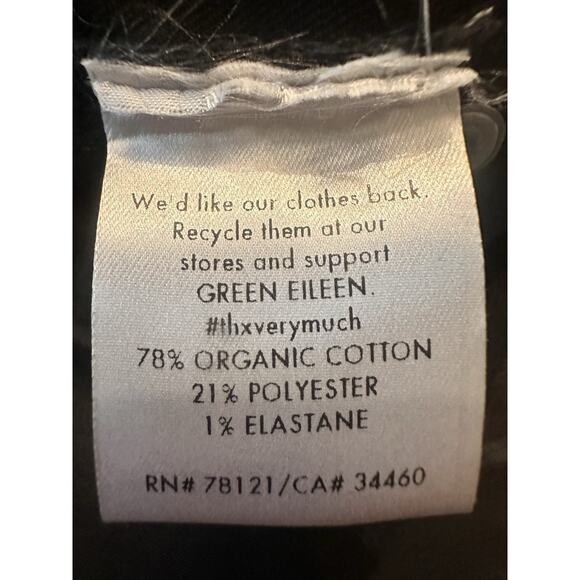 We'd like our clothes back.
Recycle them at our
stores and support
GREEN EILEEN.
#thxverymuch
78% ORGANIC COTTON
21% POLYESTER
1% ELASTANE
RN# 78121/CA# 34460